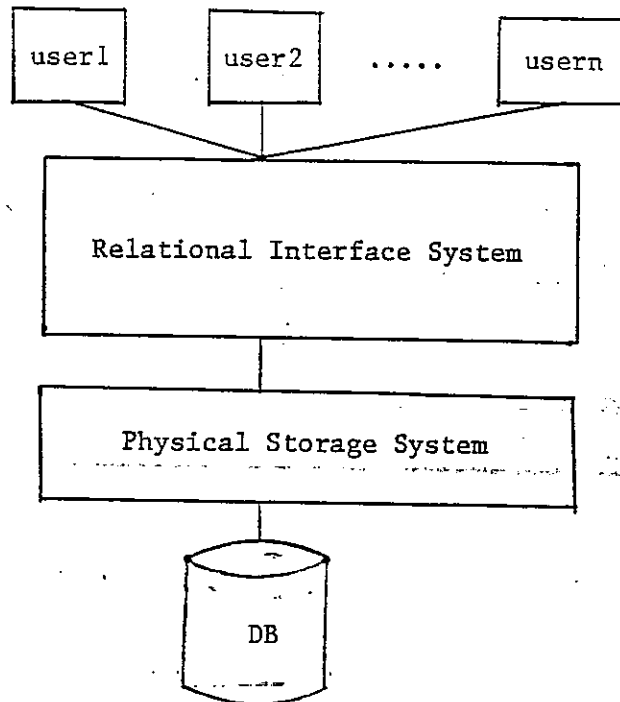 user1 user2 ..... usern
Relational Interface System
Physical Storage System
DB